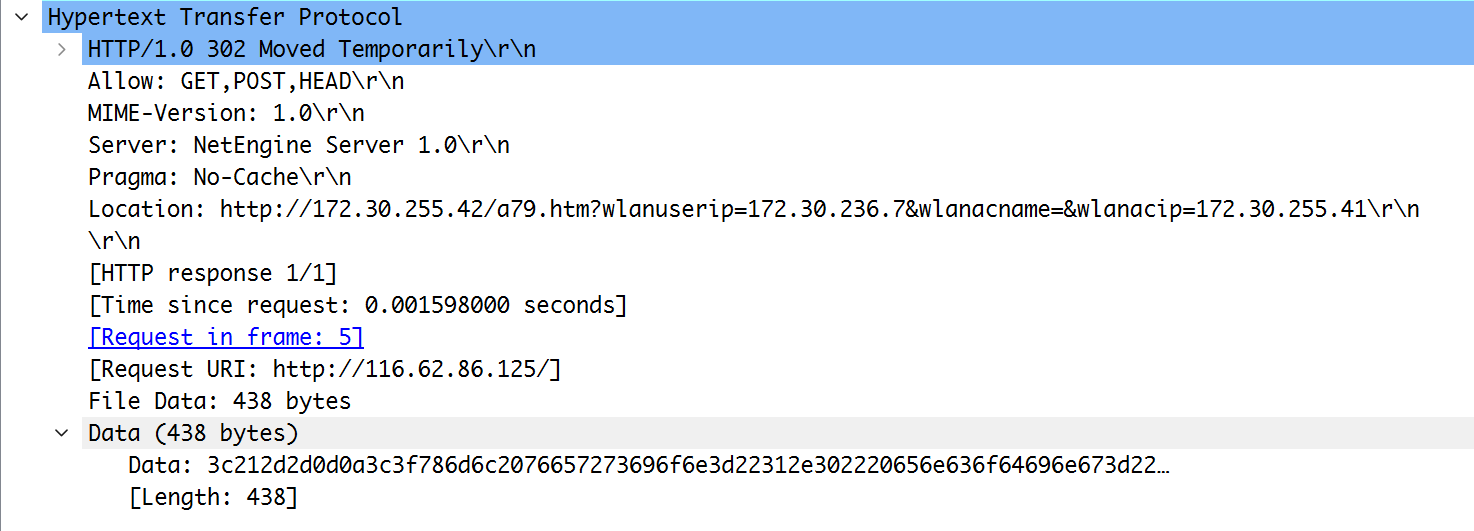 Hypertext Transfer Protocol
HTTP/1.0 302 Moved Temporarily\r\n
Allow: GET,POST,HEAD\r\n
MIME-Version: 1.0\r\n
Server: NetEngine Server 1.0\r\n
Pragma: No-Cache\r\n
Location: http://172.30.255.42/a79.htm?wlanuserip=172.30.236.7&wlanacname=&wlanacip=172.30.255.41\r\n
\r\n
[HTTP response 1/1]
[Time since request: 0.001598000 seconds]
[Request in frame: 5]
[Request URI: http://116.62.86.125/]
File Data: 438 bytes
Data (438 bytes)
Data: 3c212d2d0d0a3c3f786d6c2076657273696f6e3d22312e302220656e636f64696e673d22…
[Length: 438]